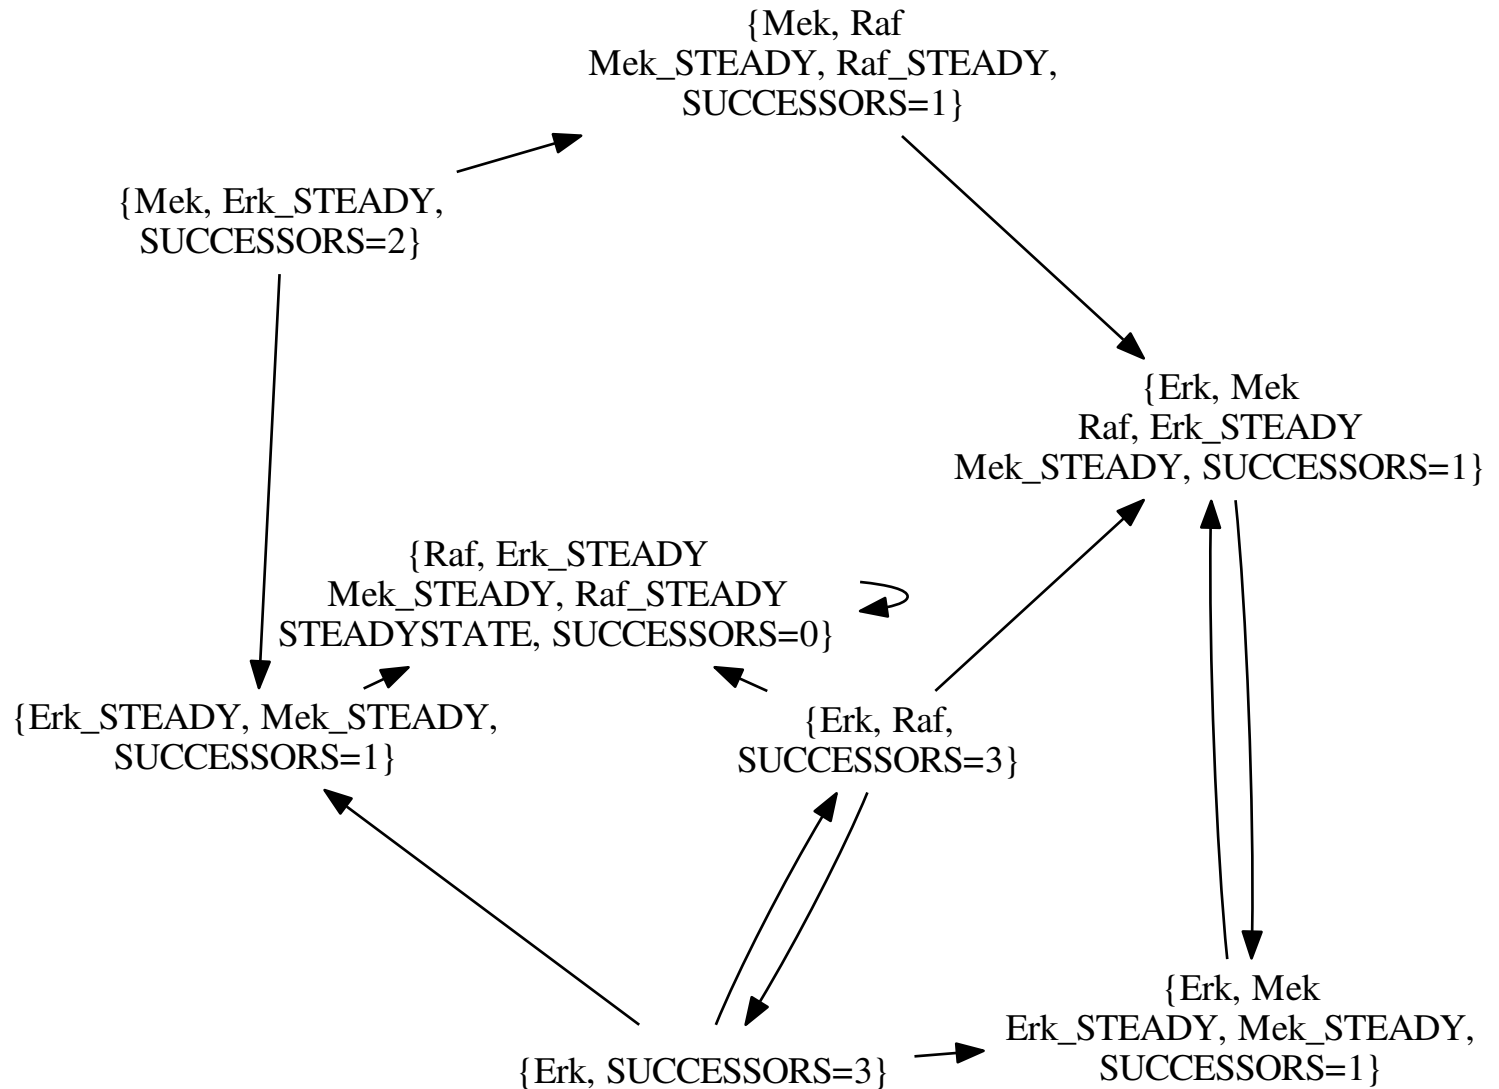 {Mek, Raf
Mek_STEADY, Raf_STEADY,
SUCCESSORS=1}
{Mek, Erk_STEADY,
SUCCESSORS=2}
{Erk, Mek
Raf, Erk_STEADY
Mek_STEADY, SUCCESSORS=1}
{Raf, Erk_STEADY
Mek_STEADY, Raf_STEADY
STEADYSTATE, SUCCESSORS=0}
{Erk_STEADY, Mek_STEADY,
SUCCESSORS=1}
{Erk, Raf,
SUCCESSORS=3}
{Erk, Mek
Erk_STEADY, Mek_STEADY,
SUCCESSORS=1}
{Erk, SUCCESSORS=3}